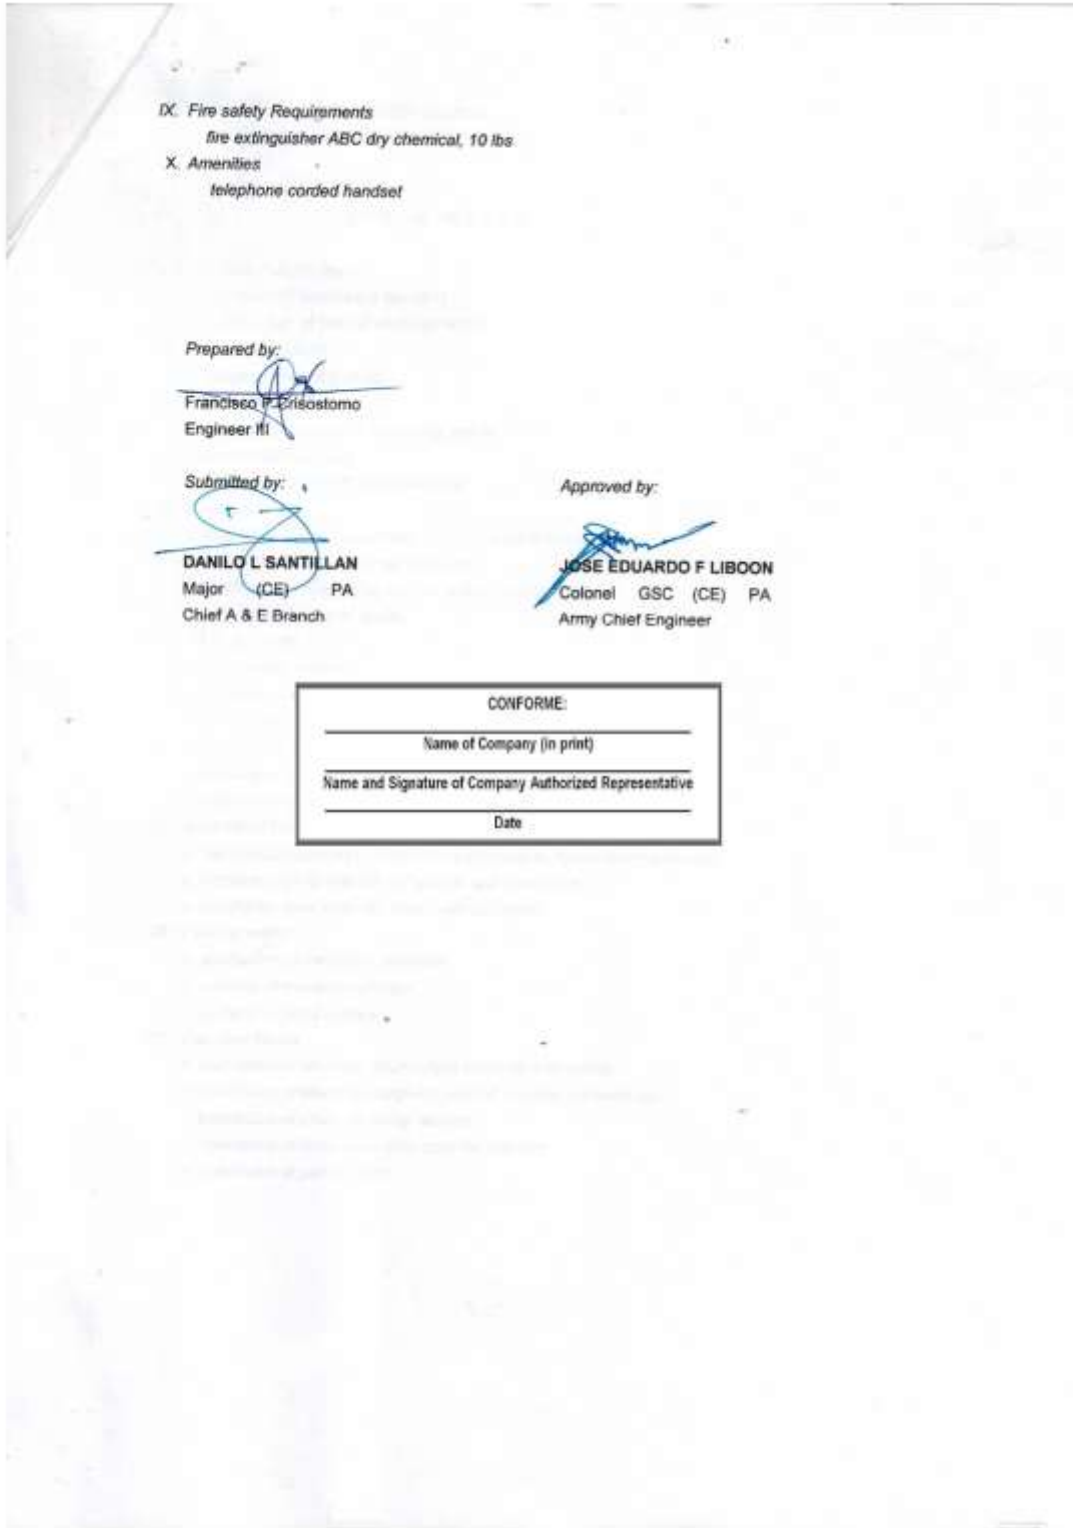 IX. Fire safety Requirements
fire extinguisher ABC dry chemical, 10 lbs
X. Amenities
telephone corded handset
Prepared by:
Francisco P Crisostomo
Engineer III
Submitted by:
DANILO L SANTILLAN
Major (CE) PA
Chief A & E Branch
Approved by:
JOSE EDUARDO F LIBOON
Colonel GSC (CE) PA
Army Chief Engineer
CONFORME:
Name of Company (in print)
Name and Signature of Company Authorized Representative
Date